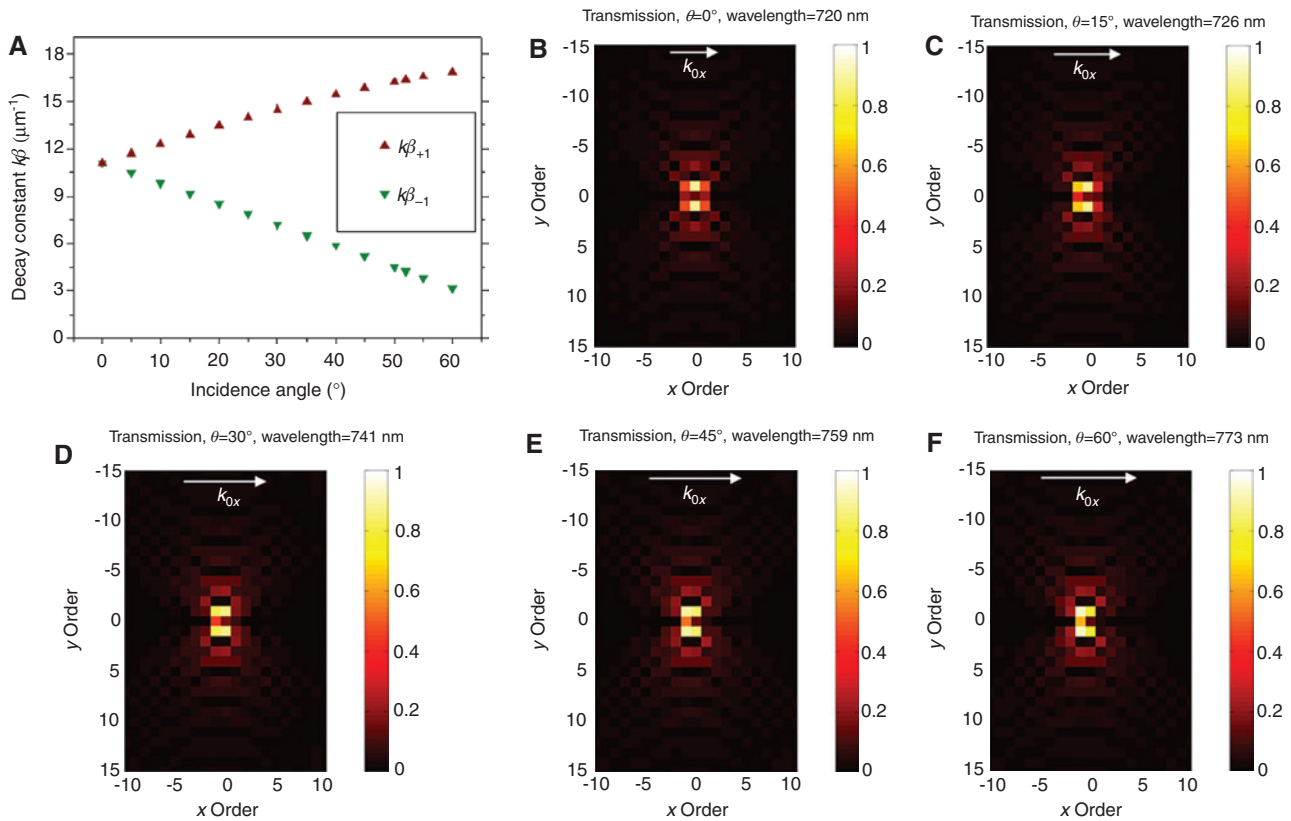 A
Decay constant kβ (μm⁻¹)
18
15
12
9
6
3
0
kβ₊₁
kβ₋₁
0 10 20 30 40 50 60
Incidence angle (°)
B
Transmission, θ=0°, wavelength=720 nm
k₀ₓ
y Order
-15
-10
-5
0
5
10
15
-10 -5 0 5 10
x Order
1
0.8
0.6
0.4
0.2
0
C
Transmission, θ=15°, wavelength=726 nm
k₀ₓ
y Order
-15
-10
-5
0
5
10
15
-10 -5 0 5 10
x Order
1
0.8
0.6
0.4
0.2
0
D
Transmission, θ=30°, wavelength=741 nm
k₀ₓ
y Order
-15
-10
-5
0
5
10
15
-10 -5 0 5 10
x Order
1
0.8
0.6
0.4
0.2
0
E
Transmission, θ=45°, wavelength=759 nm
k₀ₓ
y Order
-15
-10
-5
0
5
10
15
-10 -5 0 5 10
x Order
1
0.8
0.6
0.4
0.2
0
F
Transmission, θ=60°, wavelength=773 nm
k₀ₓ
y Order
-15
-10
-5
0
5
10
15
-10 -5 0 5 10
x Order
1
0.8
0.6
0.4
0.2
0